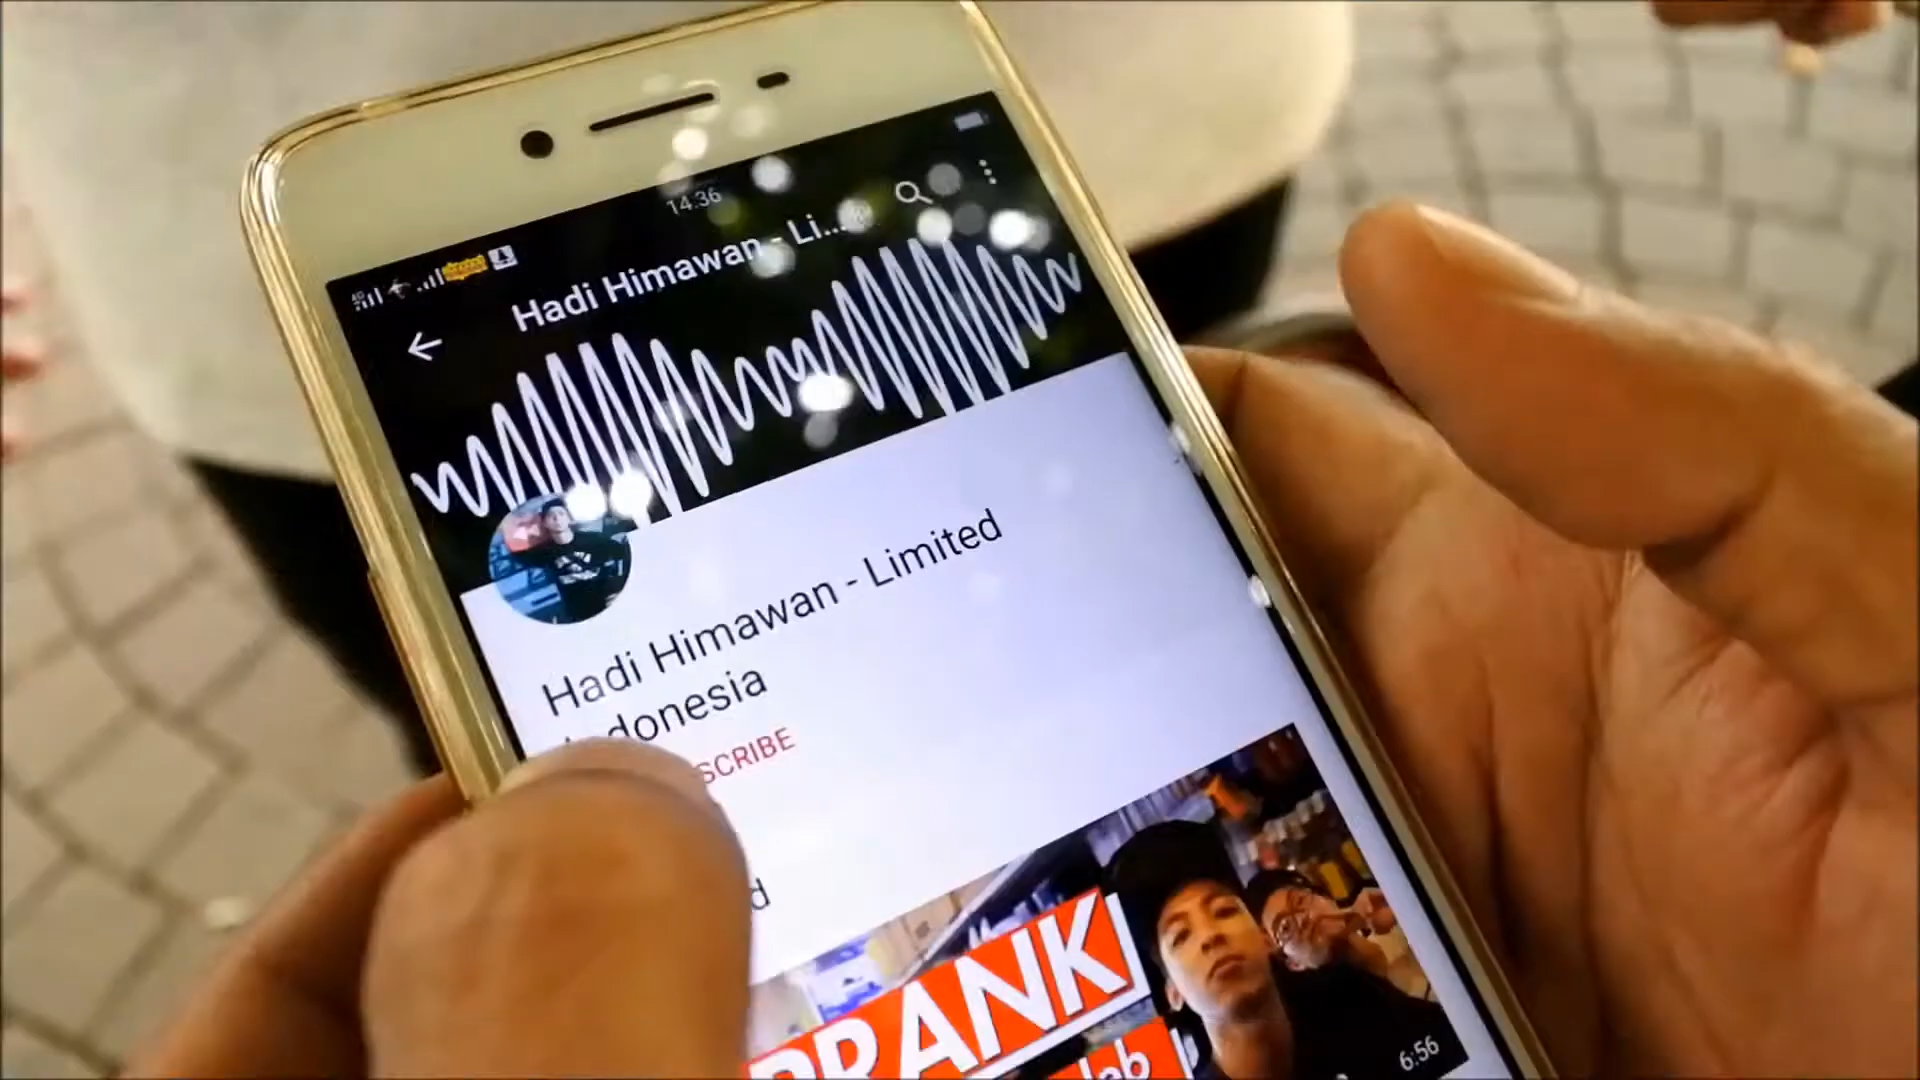 14.36
Hadi Himawan - Li...
Hadi Himawan - Limited
Indonesia
SCRIBE
d
PRANK
6:56